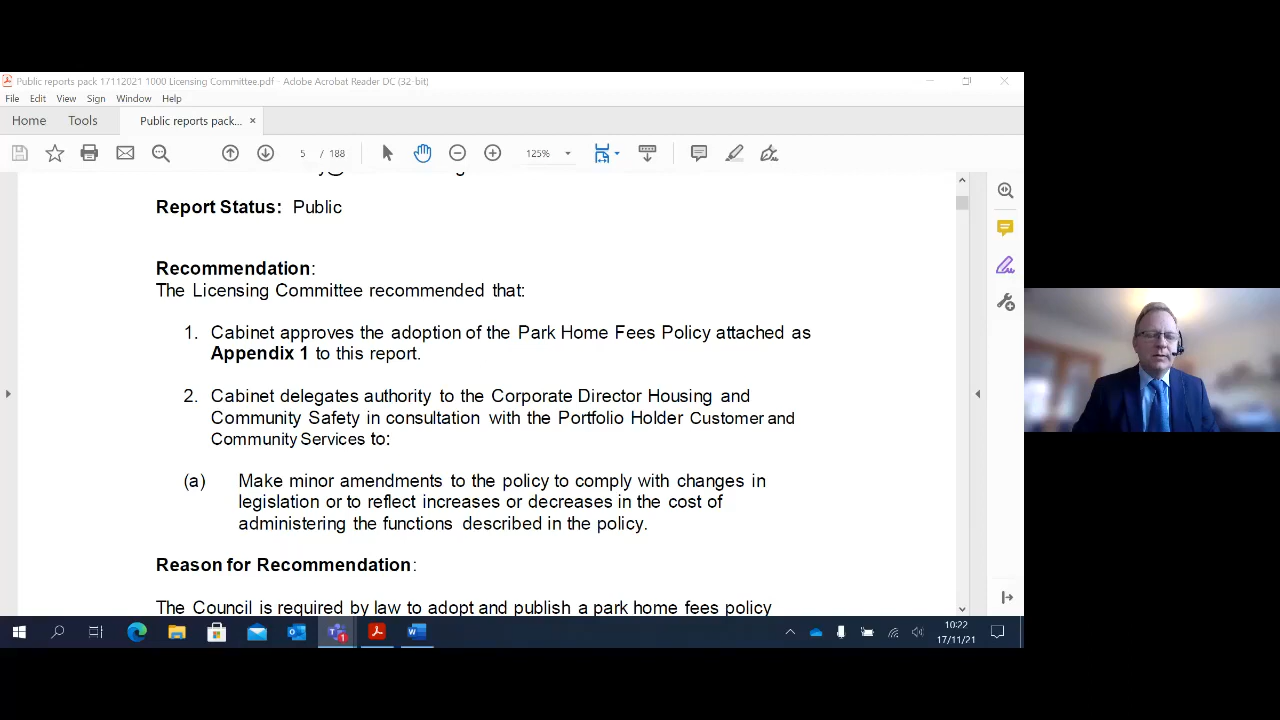 Public reports pack 17112021 1000 Licensing Committee.pdf - Adobe Acrobat Reader DC (32-bit)
File Edit View Sign Window Help
Home Tools Public reports pack... ×
5 / 188 125%
Report Status: Public
Recommendation:
The Licensing Committee recommended that:
1. Cabinet approves the adoption of the Park Home Fees Policy attached as
Appendix 1 to this report.
2. Cabinet delegates authority to the Corporate Director Housing and
Community Safety in consultation with the Portfolio Holder Customer and
Community Services to:
(a) Make minor amendments to the policy to comply with changes in
legislation or to reflect increases or decreases in the cost of
administering the functions described in the policy.
Reason for Recommendation:
The Council is required by law to adopt and publish a park home fees policy
10:22
17/11/21